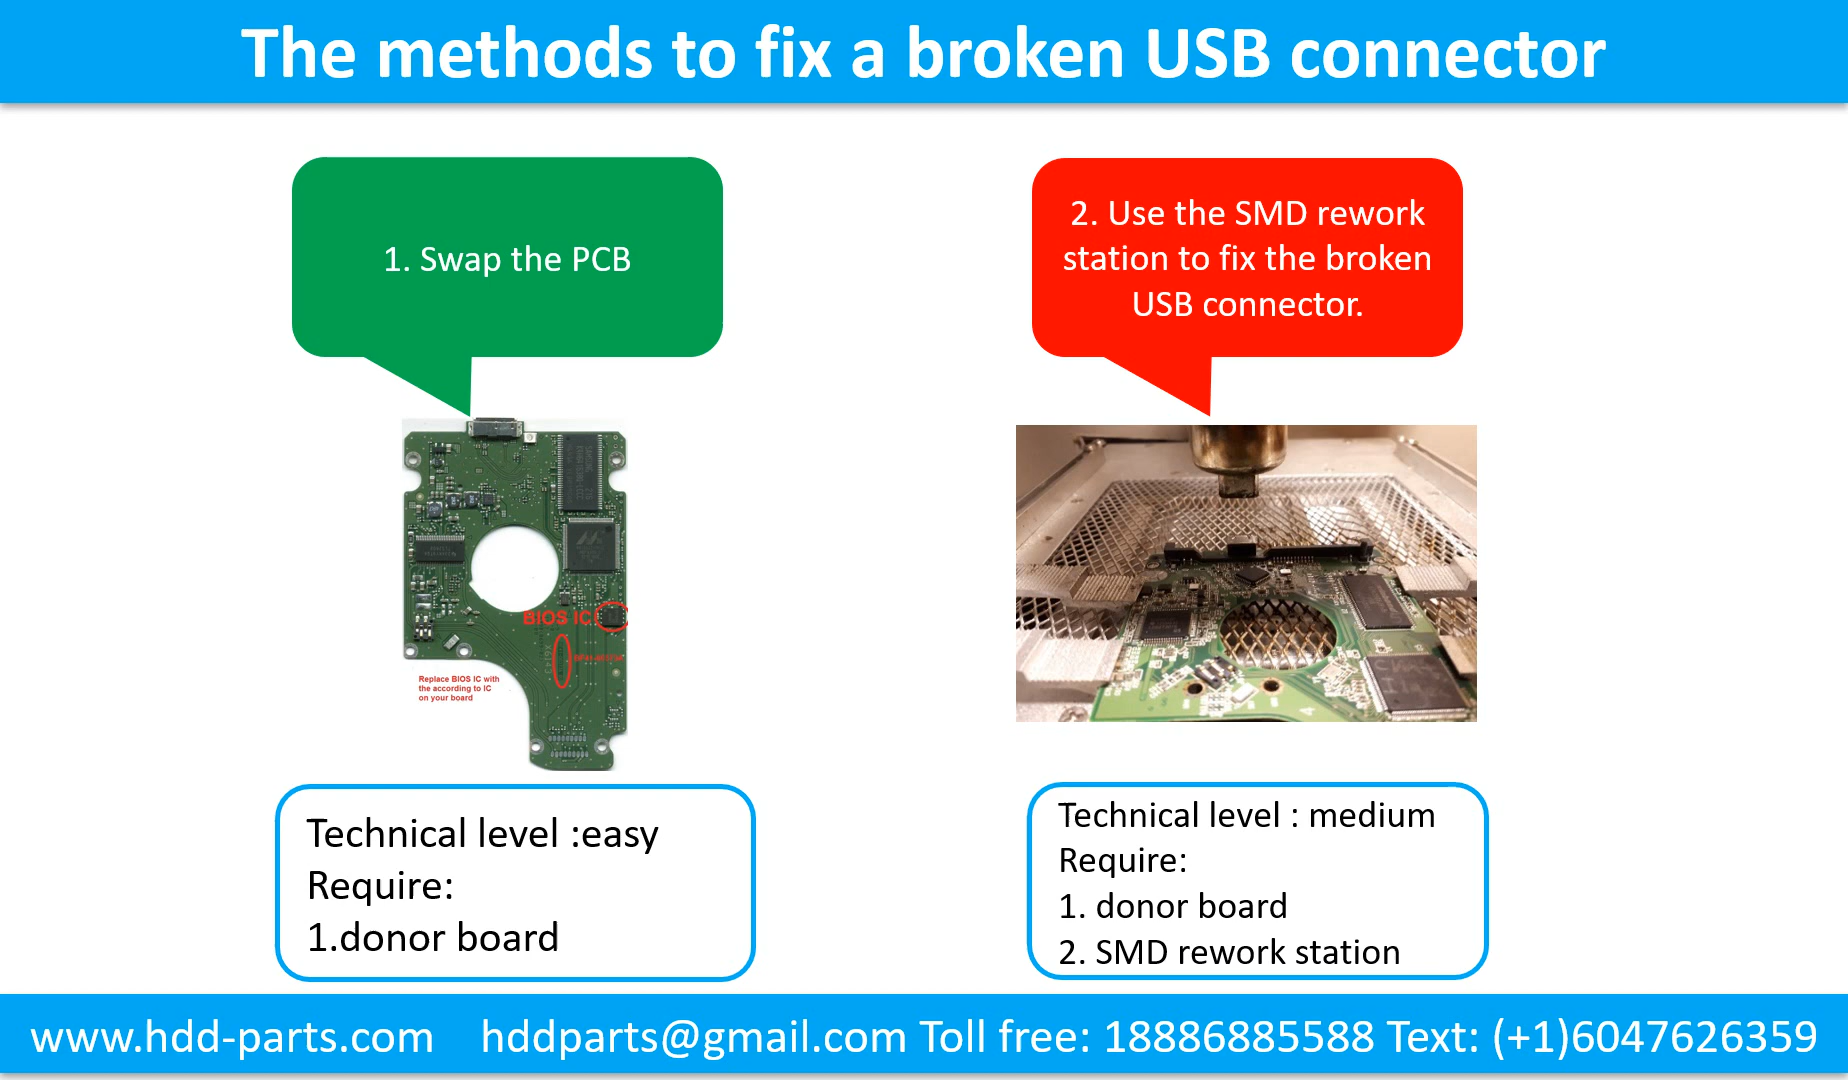 The methods to fix a broken USB connector
1. Swap the PCB
2. Use the SMD rework
station to fix the broken
USB connector.
BIOS IC
Replace BIOS IC with
the according to IC
on your board
Technical level :easy
Require:
1.donor board
Technical level : medium
Require:
1. donor board
2. SMD rework station
www.hdd-parts.com hddparts@gmail.com Toll free: 18886885588 Text: (+1)6047626359